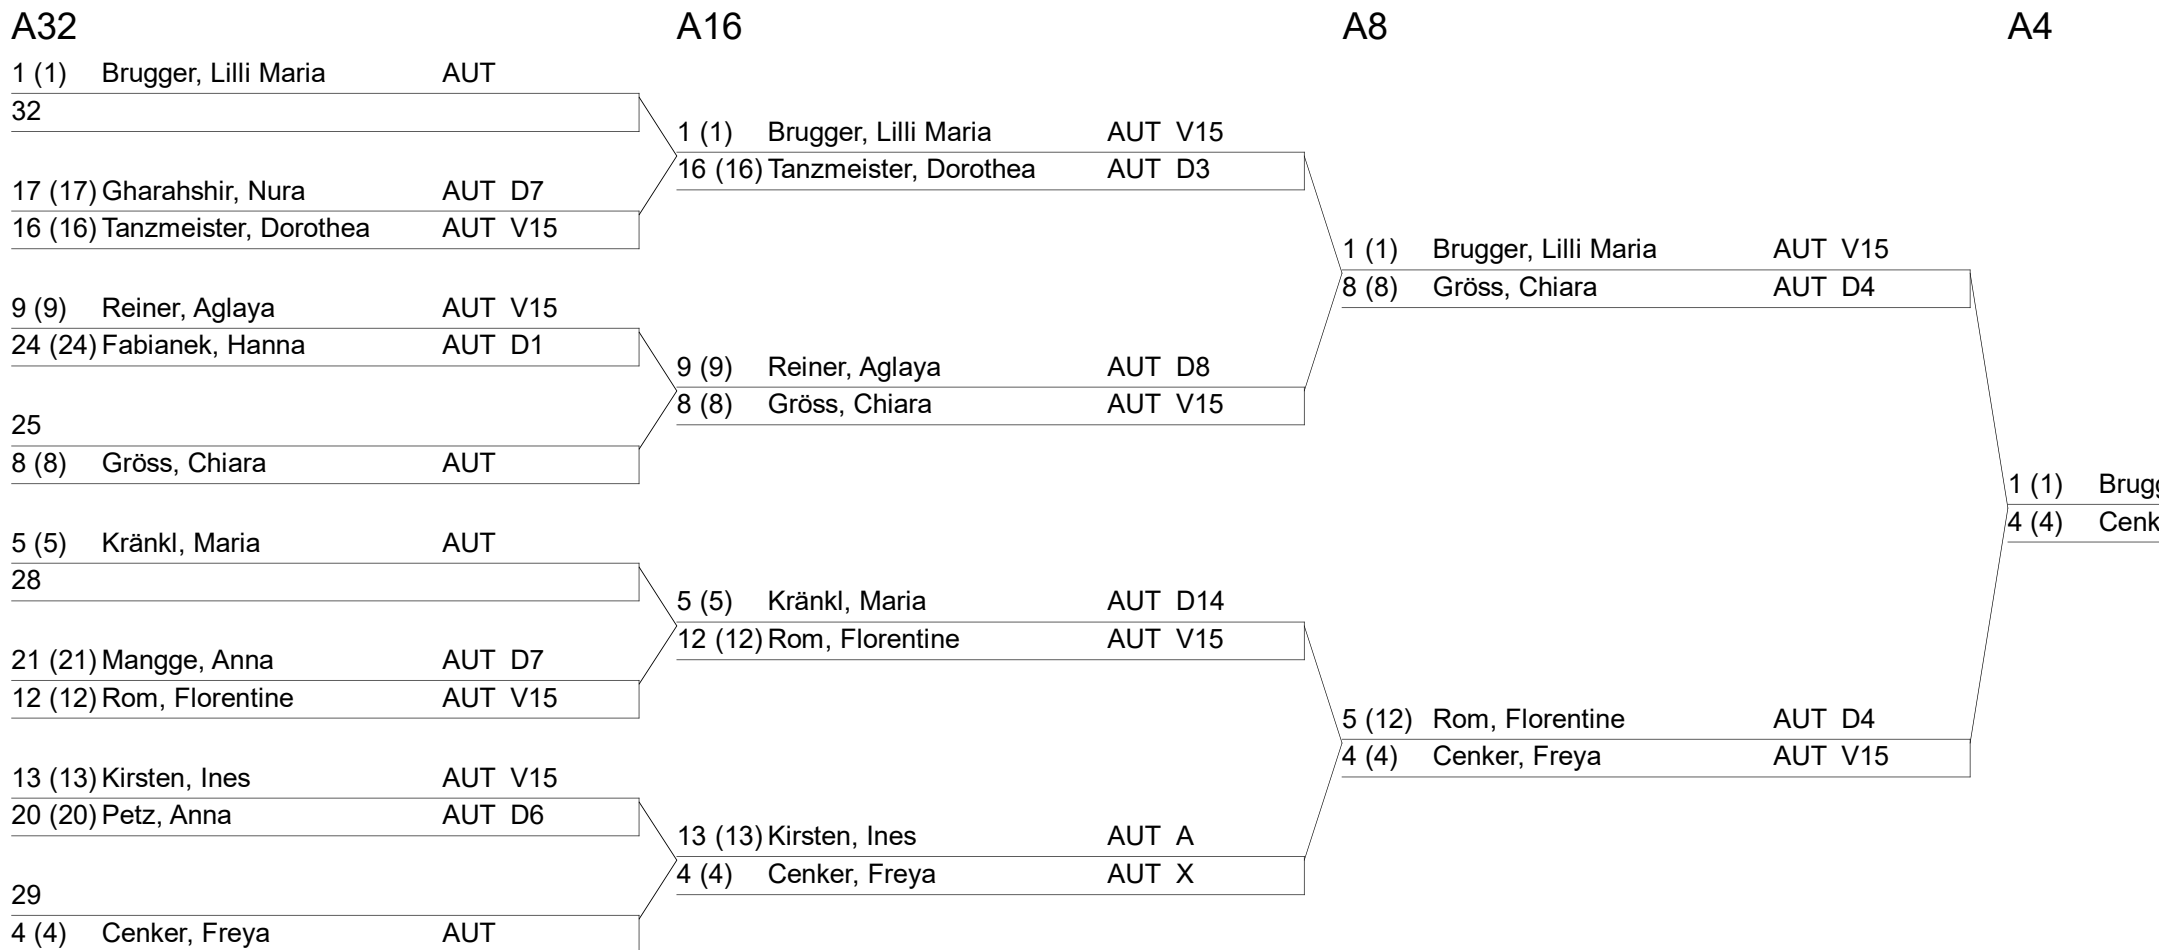 A32 A16 A8 A4
1 (1) Brugger, Lilli Maria AUT
32
17 (17) Gharahshir, Nura AUT D7
16 (16) Tanzmeister, Dorothea AUT V15
9 (9) Reiner, Aglaya AUT V15
24 (24) Fabianek, Hanna AUT D1
25
8 (8) Gröss, Chiara AUT
5 (5) Kränkl, Maria AUT
28
21 (21) Mangge, Anna AUT D7
12 (12) Rom, Florentine AUT V15
13 (13) Kirsten, Ines AUT V15
20 (20) Petz, Anna AUT D6
29
4 (4) Cenker, Freya AUT
1 (1) Brugger, Lilli Maria AUT V15
16 (16) Tanzmeister, Dorothea AUT D3
9 (9) Reiner, Aglaya AUT D8
8 (8) Gröss, Chiara AUT V15
5 (5) Kränkl, Maria AUT D14
12 (12) Rom, Florentine AUT V15
13 (13) Kirsten, Ines AUT A
4 (4) Cenker, Freya AUT X
1 (1) Brugger, Lilli Maria AUT V15
8 (8) Gröss, Chiara AUT D4
5 (12) Rom, Florentine AUT D4
4 (4) Cenker, Freya AUT V15
1 (1)
4 (4) Cenk